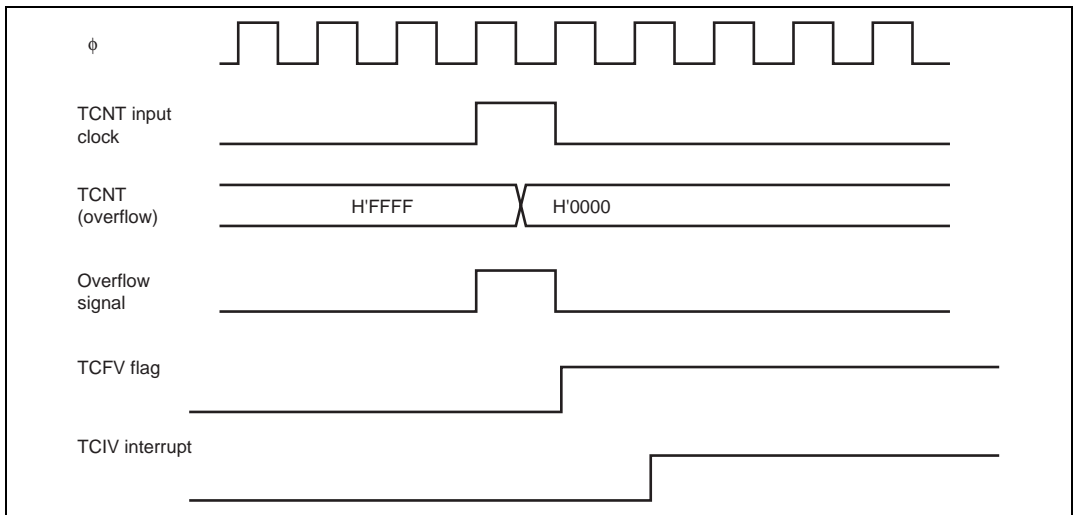 ϕ
TCNT input
clock
TCNT
(overflow)
H'FFFF
H'0000
Overflow
signal
TCFV flag
TCIV interrupt